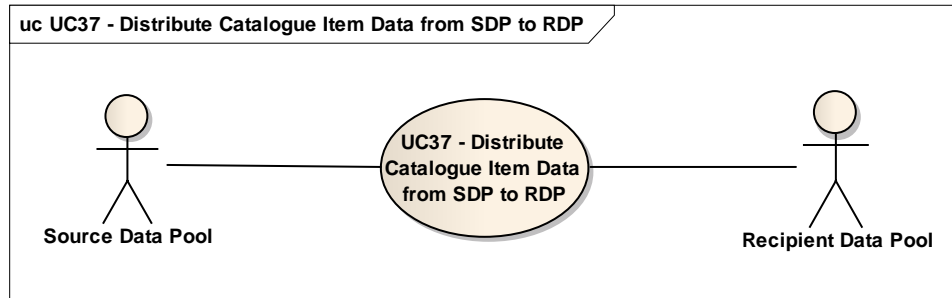 uc UC37 - Distribute Catalogue Item Data from SDP to RDP
UC37 - Distribute
Catalogue Item Data
from SDP to RDP
Source Data Pool
Recipient Data Pool